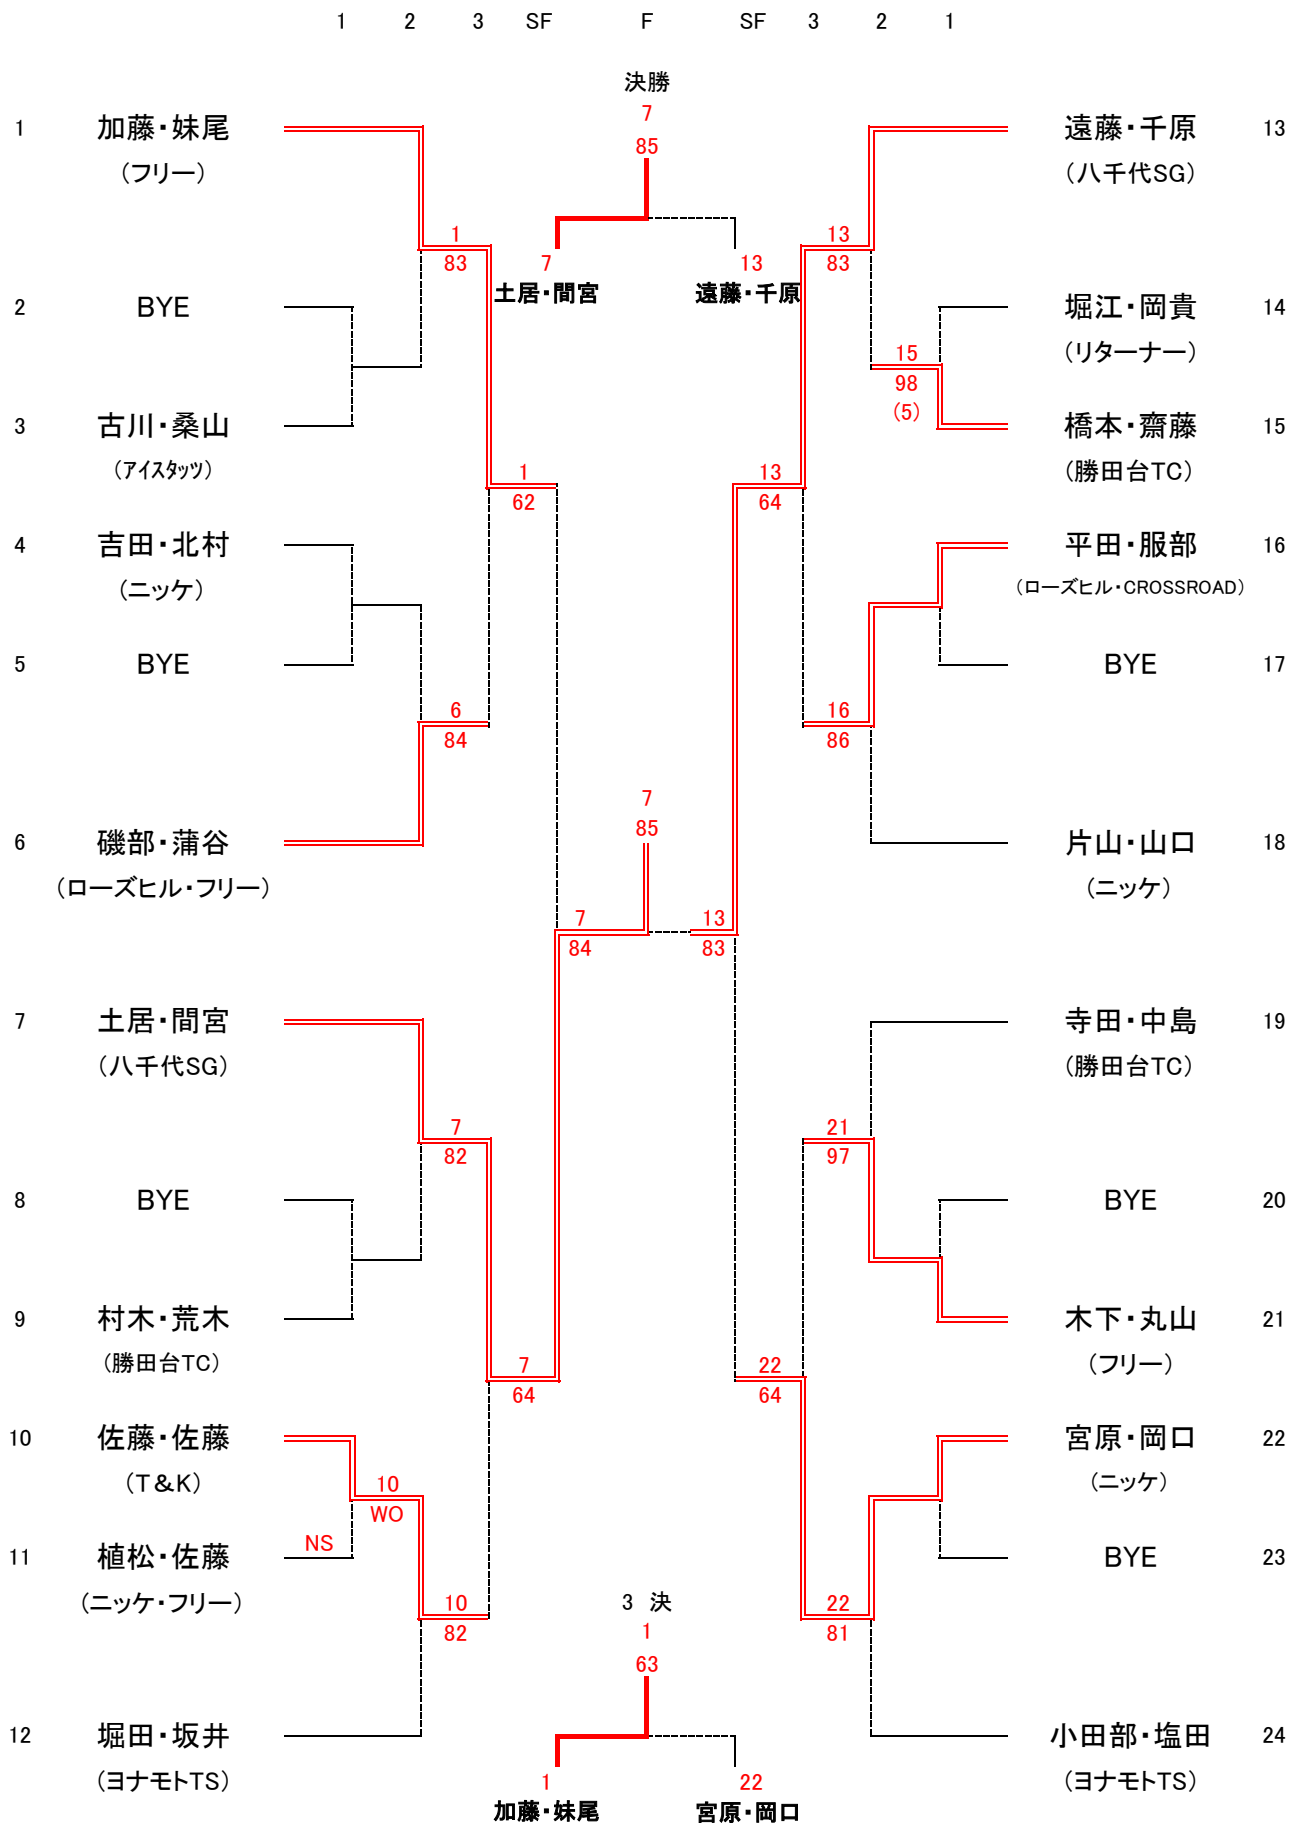 1 2 3 SF F SF 3 2 1
決勝
7
1 加藤・妹尾 遠藤・千原 13
85
(フリー) (八千代SG)
1 13
83 7 13 83
土居・間宮 遠藤・千原
2 BYE 堀江・岡貴 14
(リターナー)
15
98
(5)
3 古川・桑山 橋本・齋藤 15
(アイスタッツ) (勝田台TC)
1 13
62 64
4 吉田・北村 平田・服部 16
(ニッケ) (ローズヒル・CROSSROAD)
5 BYE BYE 17
6 16
84 86
7
85
6 磯部・蒲谷 片山・山口 18
(ローズヒル・フリー) (ニッケ)
7 13
84 83
7 土居・間宮 寺田・中島 19
(八千代SG) (勝田台TC)
7 21
82 97
8 BYE BYE 20
9 村木・荒木 木下・丸山 21
(勝田台TC) (フリー)
7 22
64 64
10 佐藤・佐藤 宮原・岡口 22
(T&K) (ニッケ)
10
WO
NS
11 植松・佐藤 BYE 23
(ニッケ・フリー)
10 3 決 22
82 1 81
63
12 堀田・坂井 小田部・塩田 24
(ヨナモトTS) (ヨナモトTS)
1 22
加藤・妹尾 宮原・岡口